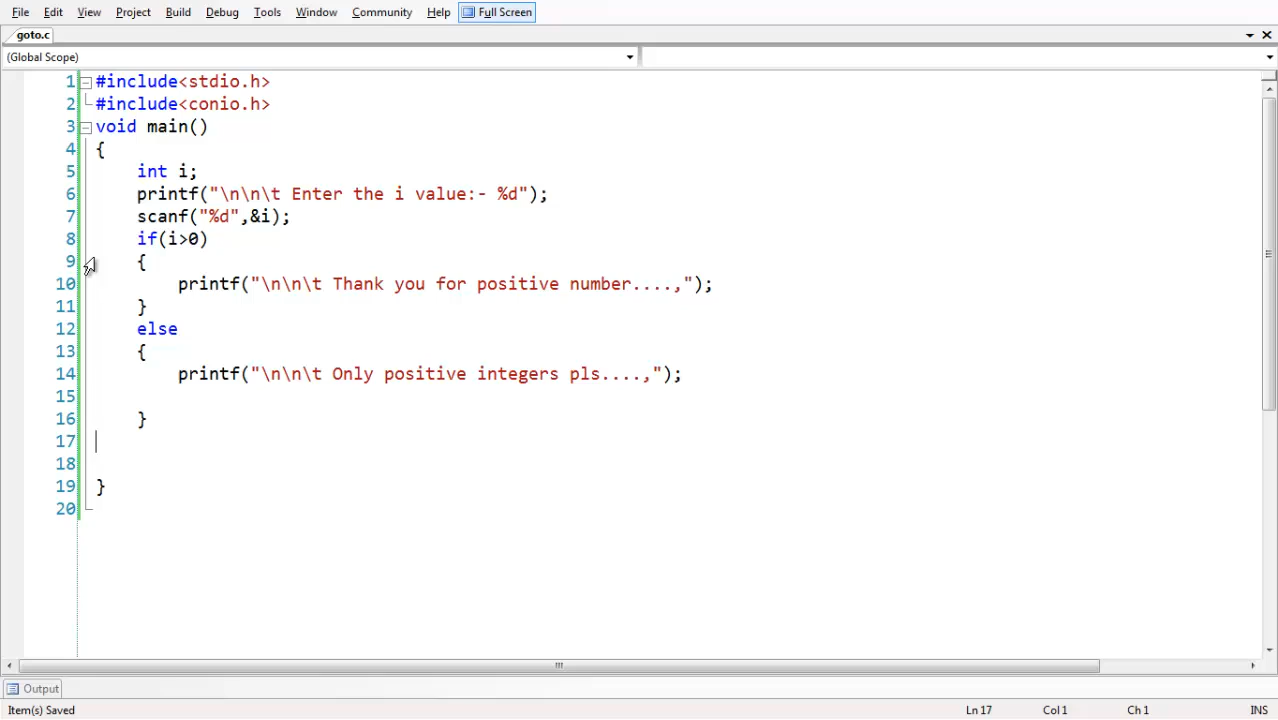 File Edit View Project Build Debug Tools Window Community Help Full Screen
goto.c
(Global Scope)
1 #include<stdio.h>
2 #include<conio.h>
3 void main()
4 {
5 int i;
6 printf("\n\n\t Enter the i value:- %d");
7 scanf("%d",&i);
8 if(i>0)
9 {
10 printf("\n\n\t Thank you for positive number....,");
11 }
12 else
13 {
14 printf("\n\n\t Only positive integers pls....,");
15
16 }
17
18
19 }
20
Output
Item(s) Saved Ln 17 Col 1 Ch 1 INS